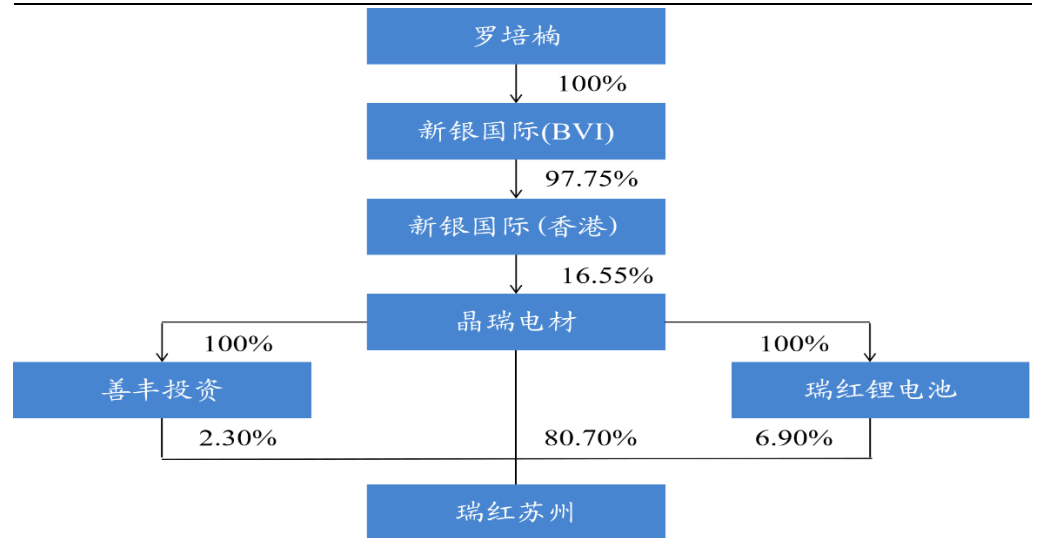 罗培楠
100%
新银国际(BVI)
97.75%
新银国际(香港)
16.55%
晶瑞电材
100%
100%
善丰投资
瑞红锂电池
2.30%
80.70%
6.90%
瑞红苏州